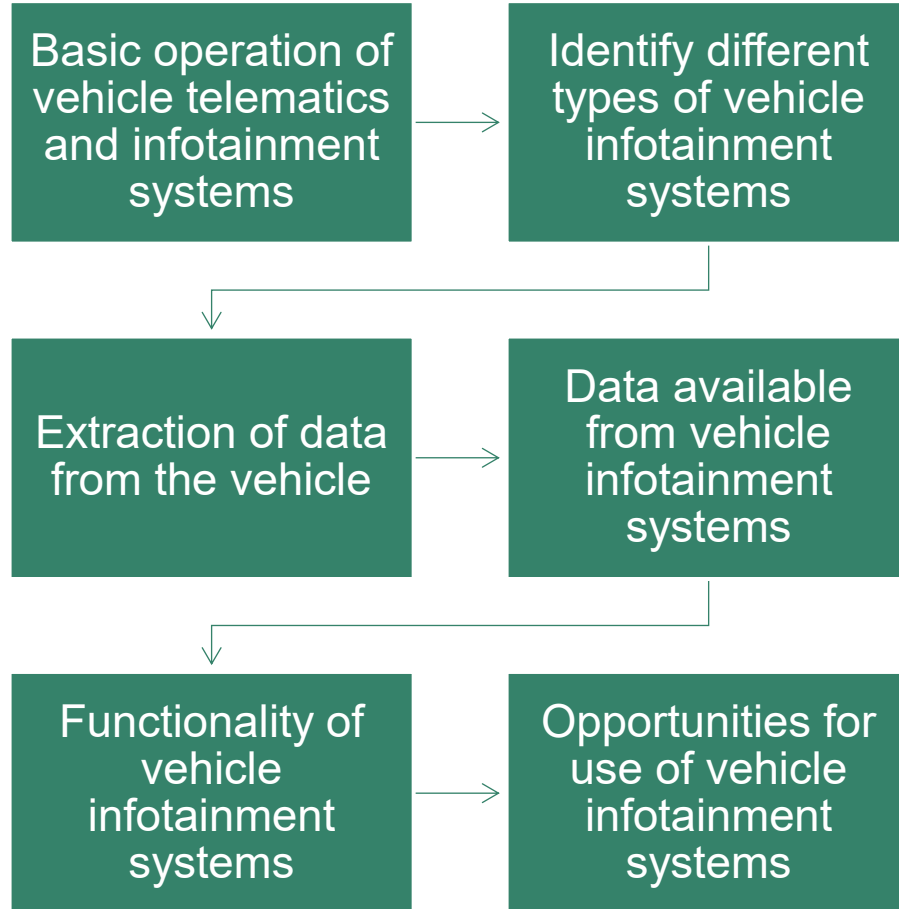 Basic operation of
vehicle telematics
and infotainment
systems
Identify different
types of vehicle
infotainment
systems
Extraction of data
from the vehicle
Data available
from vehicle
infotainment
systems
Functionality of
vehicle
infotainment
systems
Opportunities for
use of vehicle
infotainment
systems